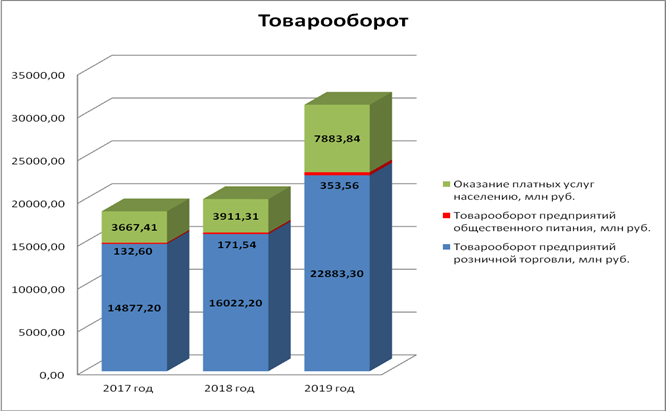 Товарооборот
35000,00
30000,00
25000,00
20000,00
15000,00
10000,00
5000,00
0,00
3667,41
132,60
14877,20
3911,31
171,54
16022,20
7883,84
353,56
22883,30
2017 год
2018 год
2019 год
Оказание платных услуг
населению, млн руб.
Товарооборот предприятий
общественного питания, млн руб.
Товарооборот предприятий
розничной торговли, млн руб.